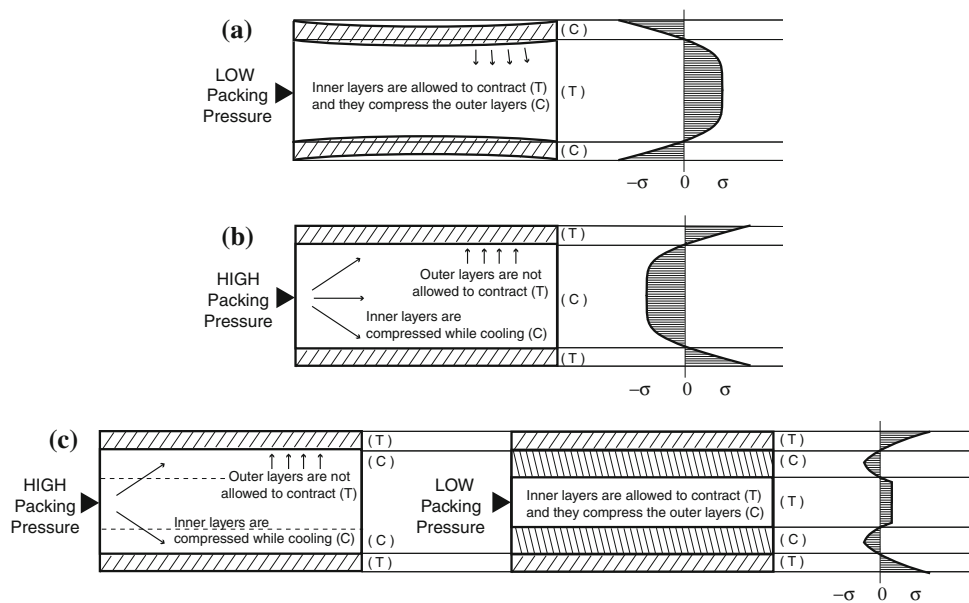 (a)
LOW
Packing
Pressure
Inner layers are allowed to contract (T)
and they compress the outer layers (C)
( C )
( T )
( C )
−σ 0 σ
(b)
HIGH
Packing
Pressure
Outer layers are not
allowed to contract (T)
Inner layers are
compressed while cooling (C)
( T )
( C )
( T )
−σ 0 σ
(c)
HIGH
Packing
Pressure
Outer layers are not
allowed to contract (T)
Inner layers are
compressed while cooling (C)
( T )
( C )
( C )
( T )
LOW
Packing
Pressure
Inner layers are allowed to contract (T)
and they compress the outer layers (C)
( T )
( C )
( T )
( C )
( T )
−σ 0 σ